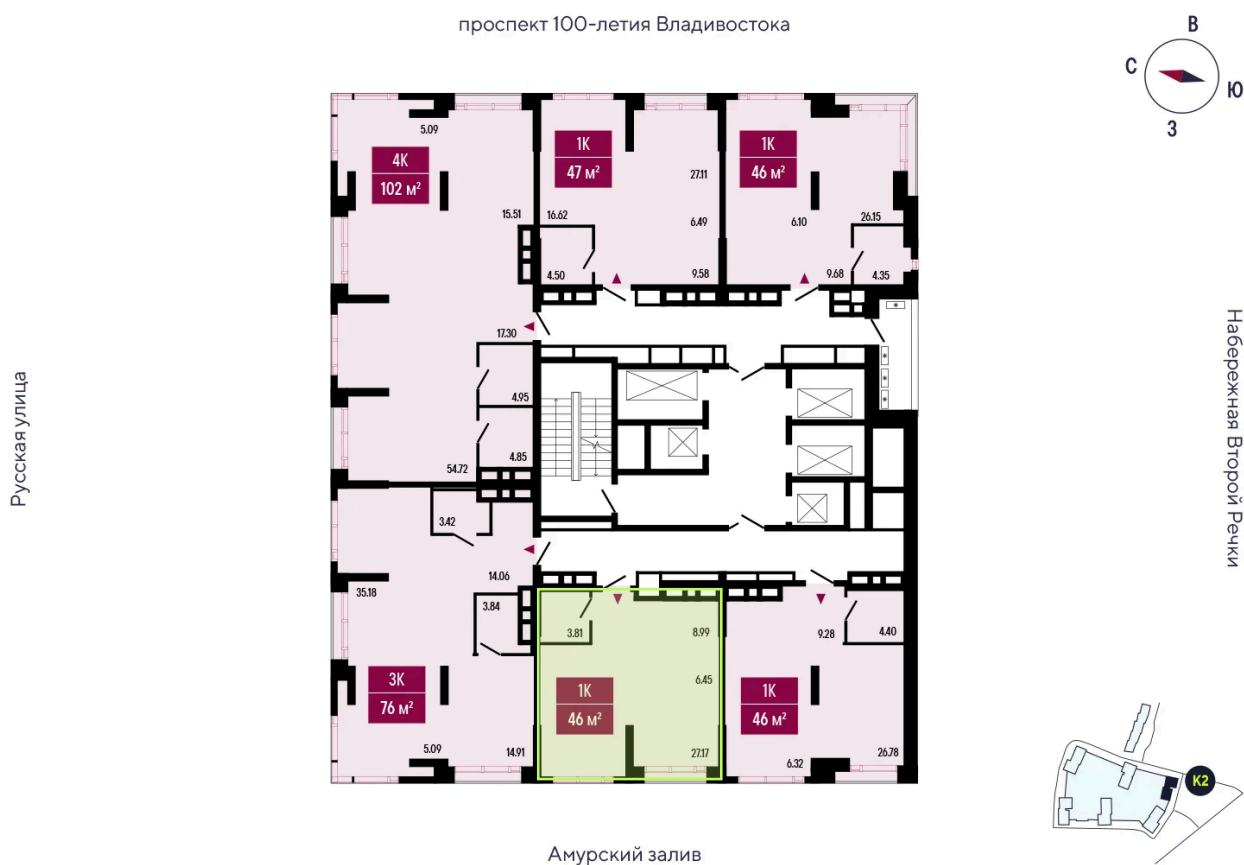 проспект 100-летия Владивостока
В
С
Ю
З
5.09
4К
102 м²
15.51
1К
47 м²
27.11
16.62
6.49
4.50
9.58
1К
46 м²
6.10
26.15
9.68
4.35
17.30
4.95
4.85
54.72
Русская улица
Набережная Второй Речки
3.42
14.06
35.18
3.84
3К
76 м²
5.09
14.91
3.81
8.99
6.45
1К
46 м²
27.17
9.28
4.40
1К
46 м²
26.78
6.32
К2
Амурский залив